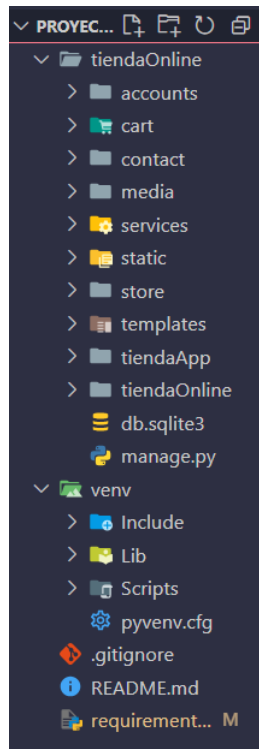 PROYEC...
tiendaOnline
accounts
cart
contact
media
services
static
store
templates
tiendaApp
tiendaOnline
db.sqlite3
manage.py
venv
Include
Lib
Scripts
pyvenv.cfg
.gitignore
README.md
requirement... M